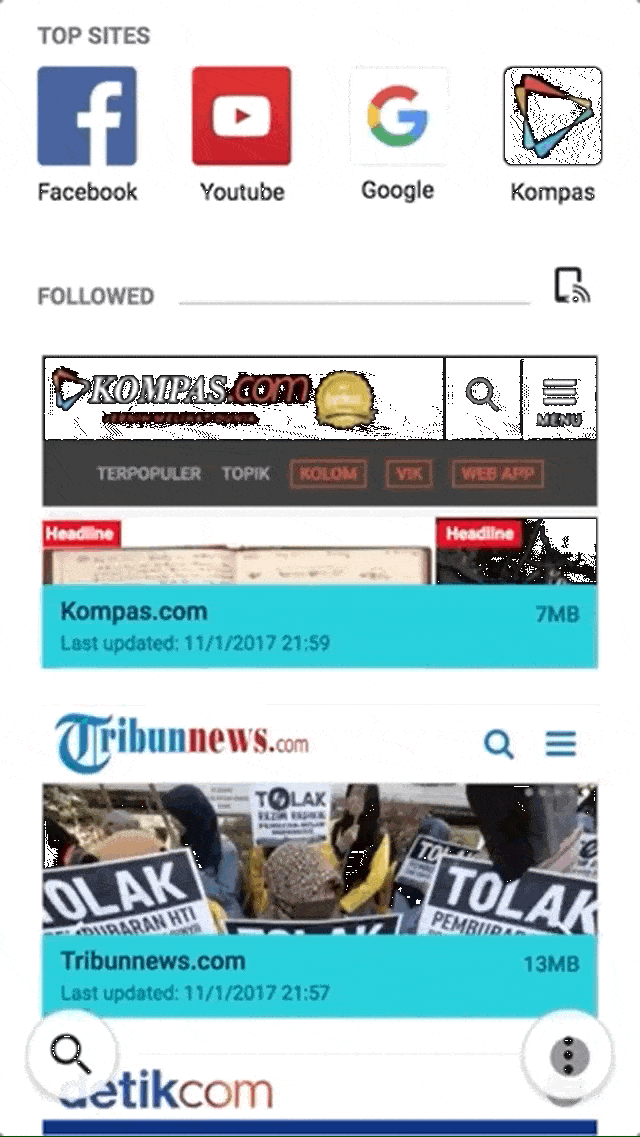 TOP SITES
Facebook
Youtube
Google
Kompas
FOLLOWED
KOMPAS.com
MENU
TERPOPULER TOPIK KOLOM VIK WEB APP
Headline
Headline
Kompas.com
7MB
Last updated: 11/1/2017 21:59
Tribunnews.com
TOLAK
TOLAK
TOLAK
PEMBUBARAN HTI
TOLAK
Tribunnews.com
13MB
Last updated: 11/1/2017 21:57
detikcom